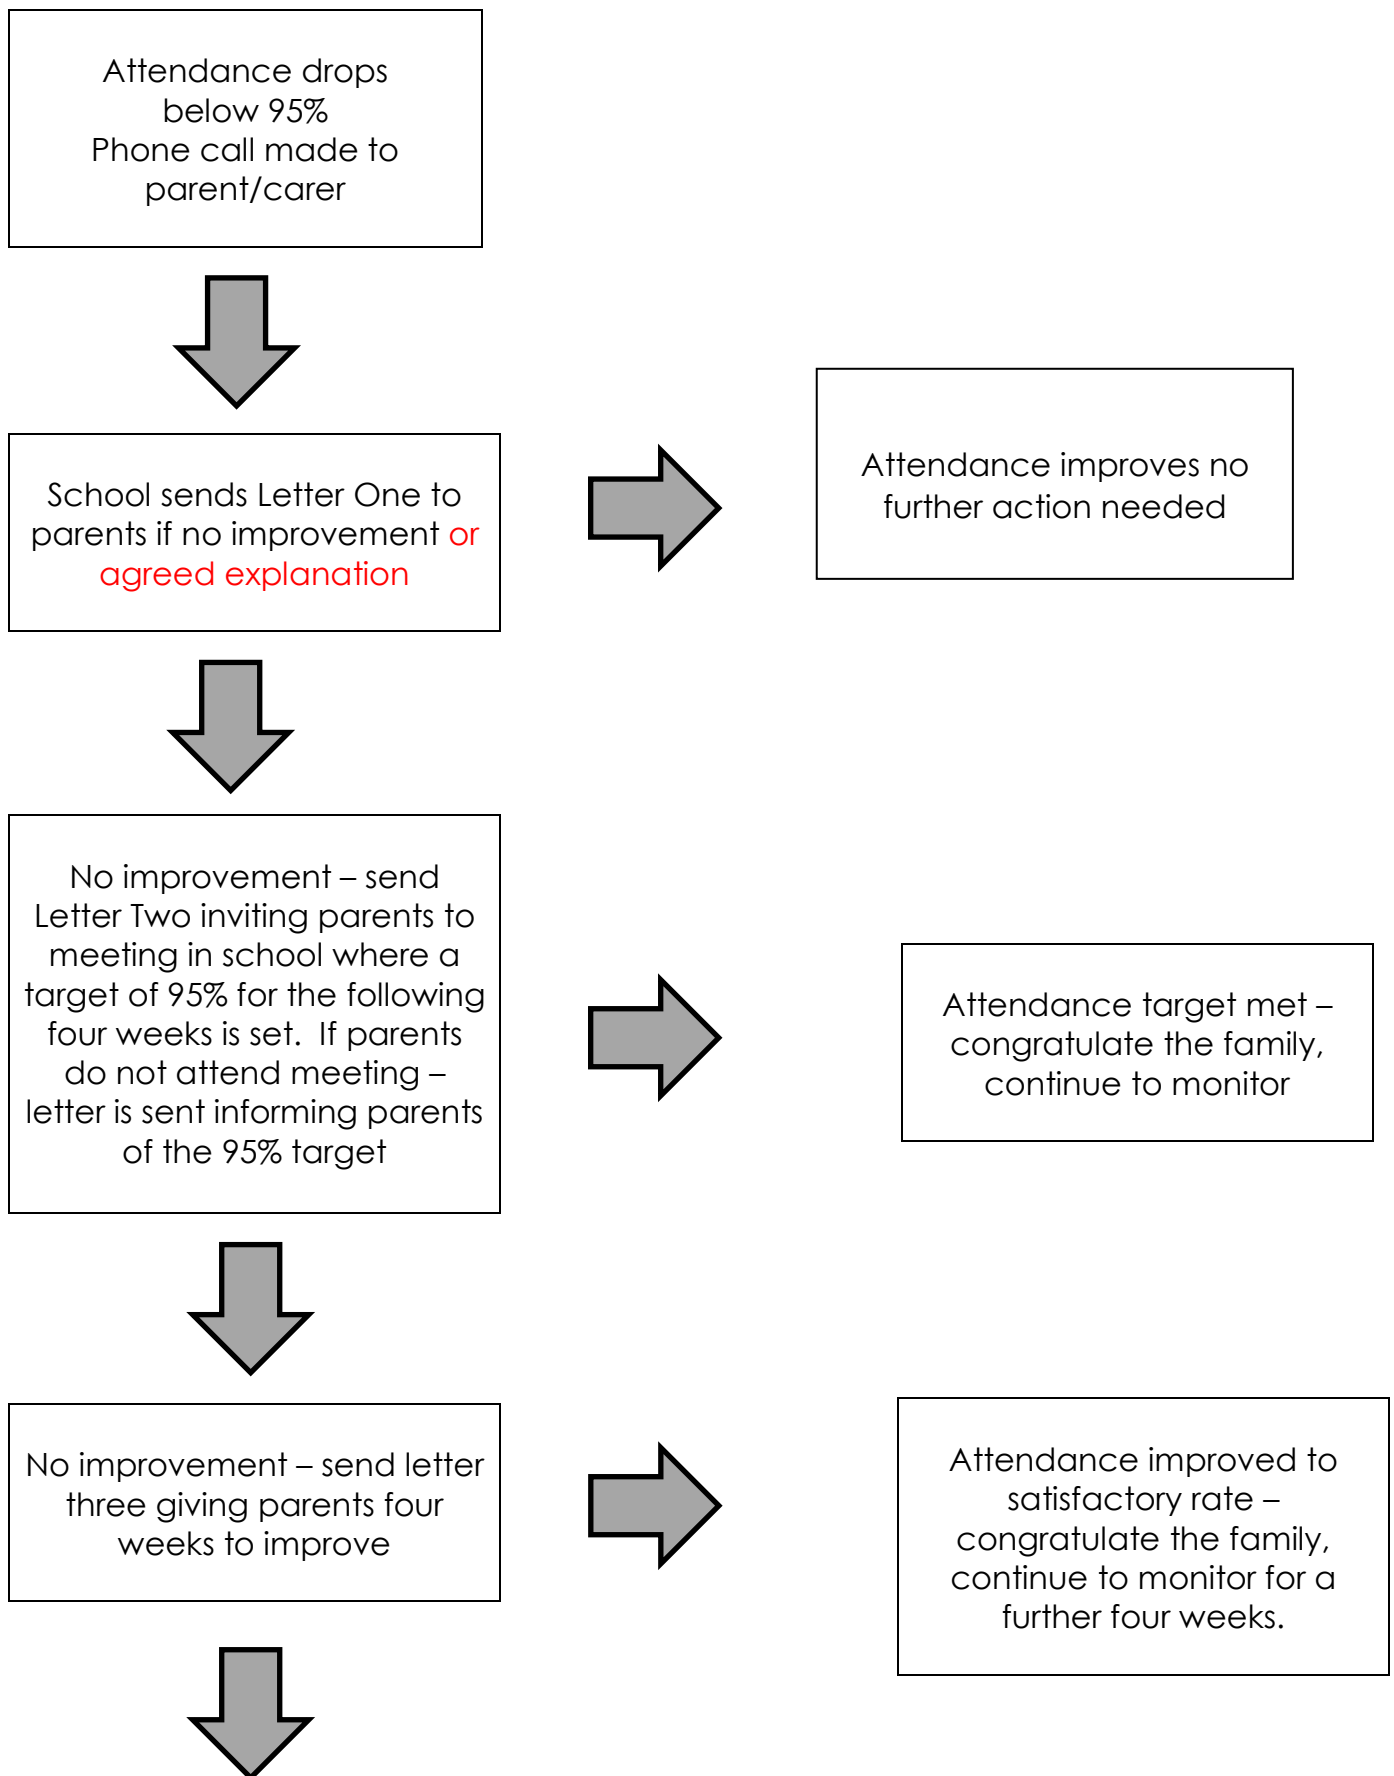 Attendance drops
below 95%
Phone call made to
parent/carer
School sends Letter One to
parents if no improvement or
agreed explanation
Attendance improves no
further action needed
No improvement – send
Letter Two inviting parents to
meeting in school where a
target of 95% for the following
four weeks is set.  If parents
do not attend meeting –
letter is sent informing parents
of the 95% target
Attendance target met –
congratulate the family,
continue to monitor
No improvement – send letter
three giving parents four
weeks to improve
Attendance improved to
satisfactory rate –
congratulate the family,
continue to monitor for a
further four weeks.